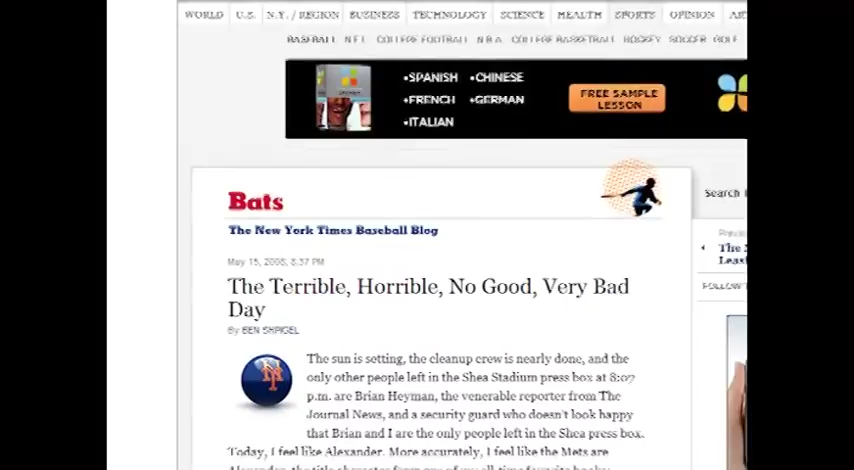 WORLD U.S. N.Y. / REGION BUSINESS TECHNOLOGY SCIENCE HEALTH SPORTS OPINION
BASEBALL N.F.L. COLLEGE FOOTBALL N.B.A. COLLEGE BASKETBALL HOCKEY SOCCER GOLF
•SPANISH •CHINESE
•FRENCH •GERMAN
•ITALIAN
FREE SAMPLE
LESSON
Bats
The New York Times Baseball Blog
Search
May 15, 2008, 8:37 PM
The Terrible, Horrible, No Good, Very Bad
Day
By BEN SHPIGEL
The sun is setting, the cleanup crew is nearly done, and the
only other people left in the Shea Stadium press box at 8:07
p.m. are Brian Heyman, the venerable reporter from The
Journal News, and a security guard who doesn't look happy
that Brian and I are the only people left in the Shea press box.
Today, I feel like Alexander. More accurately, I feel like the Mets are
FOLLOW